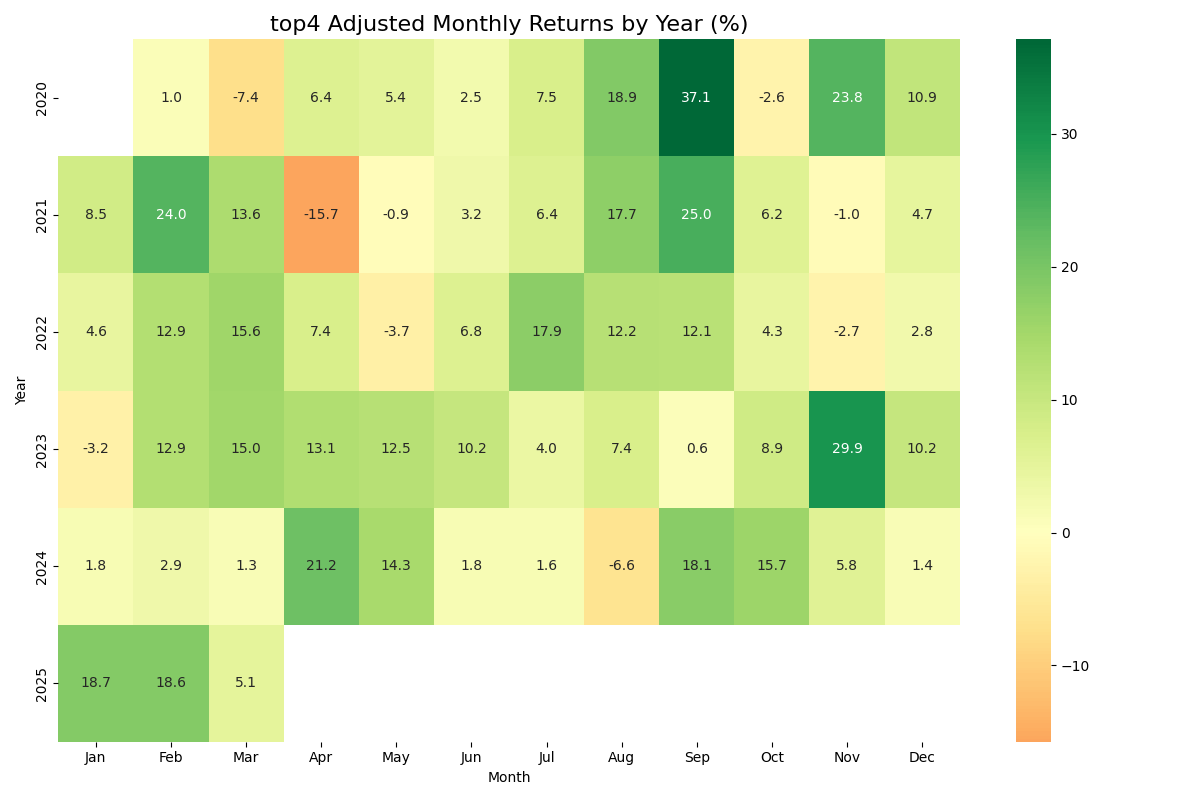 top4 Adjusted Monthly Returns by Year (%)
2020 1.0 -7.4 6.4 5.4 2.5 7.5 18.9 37.1 -2.6 23.8 10.9
2021 8.5 24.0 13.6 -15.7 -0.9 3.2 6.4 17.7 25.0 6.2 -1.0 4.7
2022 4.6 12.9 15.6 7.4 -3.7 6.8 17.9 12.2 12.1 4.3 -2.7 2.8
2023 -3.2 12.9 15.0 13.1 12.5 10.2 4.0 7.4 0.6 8.9 29.9 10.2
2024 1.8 2.9 1.3 21.2 14.3 1.8 1.6 -6.6 18.1 15.7 5.8 1.4
2025 18.7 18.6 5.1
Jan Feb Mar Apr May Jun Jul Aug Sep Oct Nov Dec
Month
Year
30
20
10
0
−10